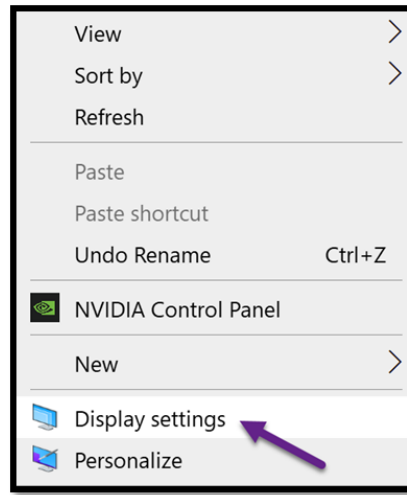 View
Sort by
Refresh
Paste
Paste shortcut
Undo Rename Ctrl+Z
NVIDIA Control Panel
New
Display settings
Personalize